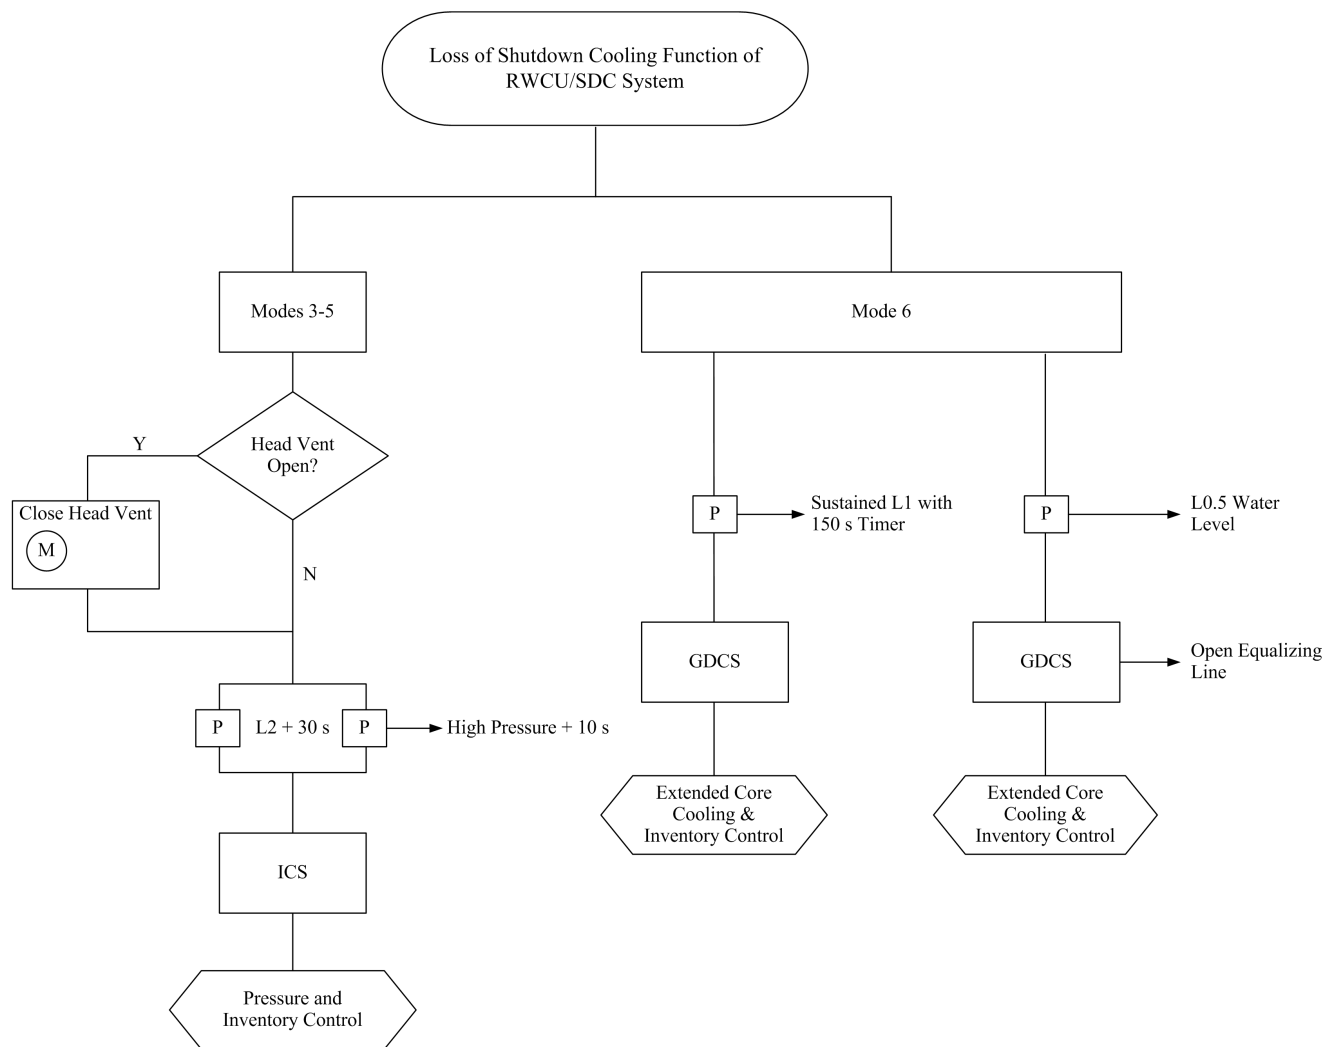 Loss of Shutdown Cooling Function of
RWCU/SDC System
Modes 3-5
Mode 6
Head Vent
Open?
Y
Close Head Vent
M
N
P
L2 + 30 s
P
High Pressure + 10 s
ICS
Pressure and
Inventory Control
P
Sustained L1 with
150 s Timer
GDCS
Extended Core
Cooling &
Inventory Control
P
L0.5 Water
Level
GDCS
Open Equalizing
Line
Extended Core
Cooling &
Inventory Control